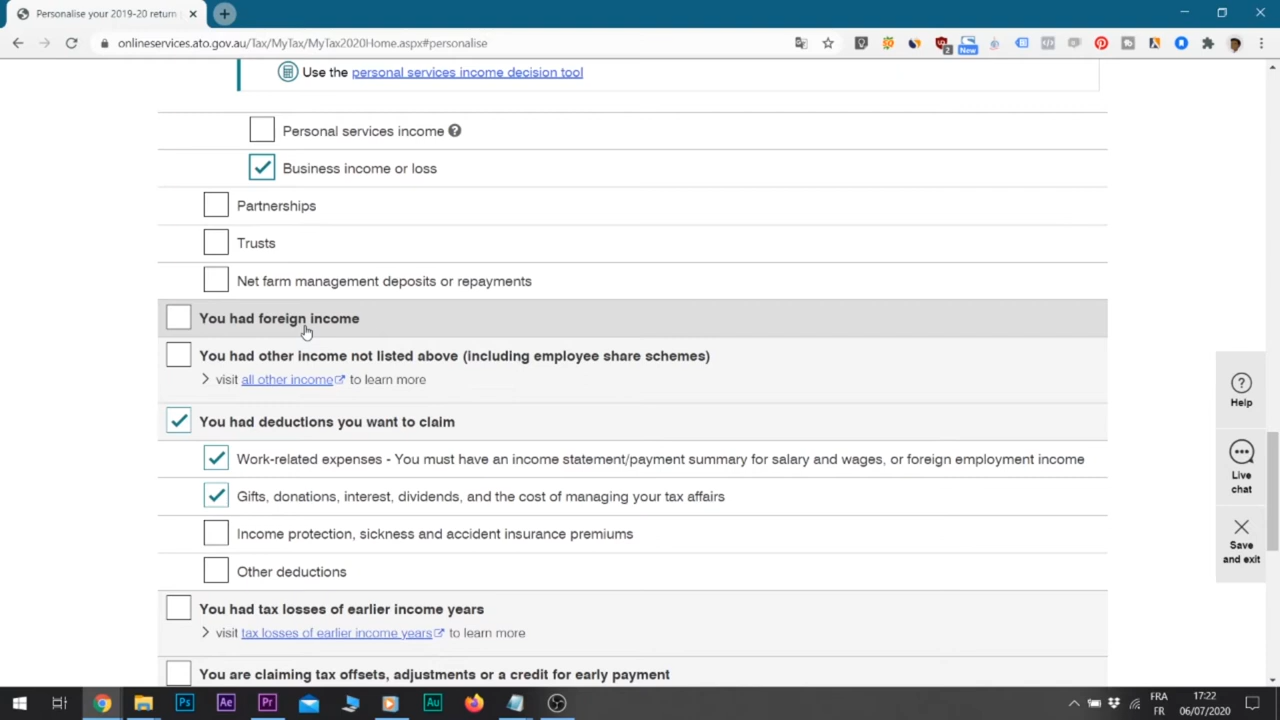 Personalise your 2019-20 return
onlineservices.ato.gov.au/Tax/MyTax/MyTax2020Home.aspx#personalise
2
New
Use the personal services income decision tool
Personal services income ?
Business income or loss
Partnerships
Trusts
Net farm management deposits or repayments
You had foreign income
You had other income not listed above (including employee share schemes)
visit all other income to learn more
You had deductions you want to claim
Work-related expenses - You must have an income statement/payment summary for salary and wages, or foreign employment income
Gifts, donations, interest, dividends, and the cost of managing your tax affairs
Income protection, sickness and accident insurance premiums
Other deductions
You had tax losses of earlier income years
visit tax losses of earlier income years to learn more
You are claiming tax offsets, adjustments or a credit for early payment
?
Help
Live
chat
Save
and exit
Ps
Ae
Pr
Au
FRA
FR
17:22
06/07/2020